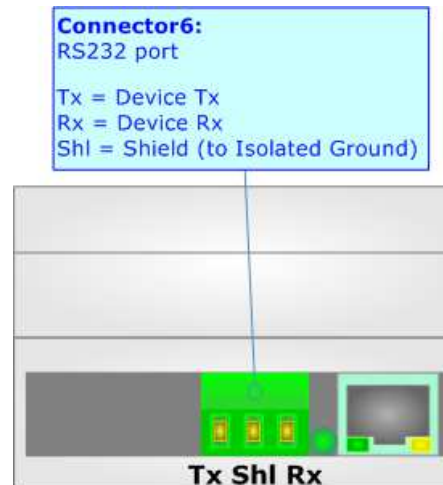 Connector6:
RS232 port
Tx = Device Tx
Rx = Device Rx
Shl = Shield (to Isolated Ground)
Tx Shl Rx